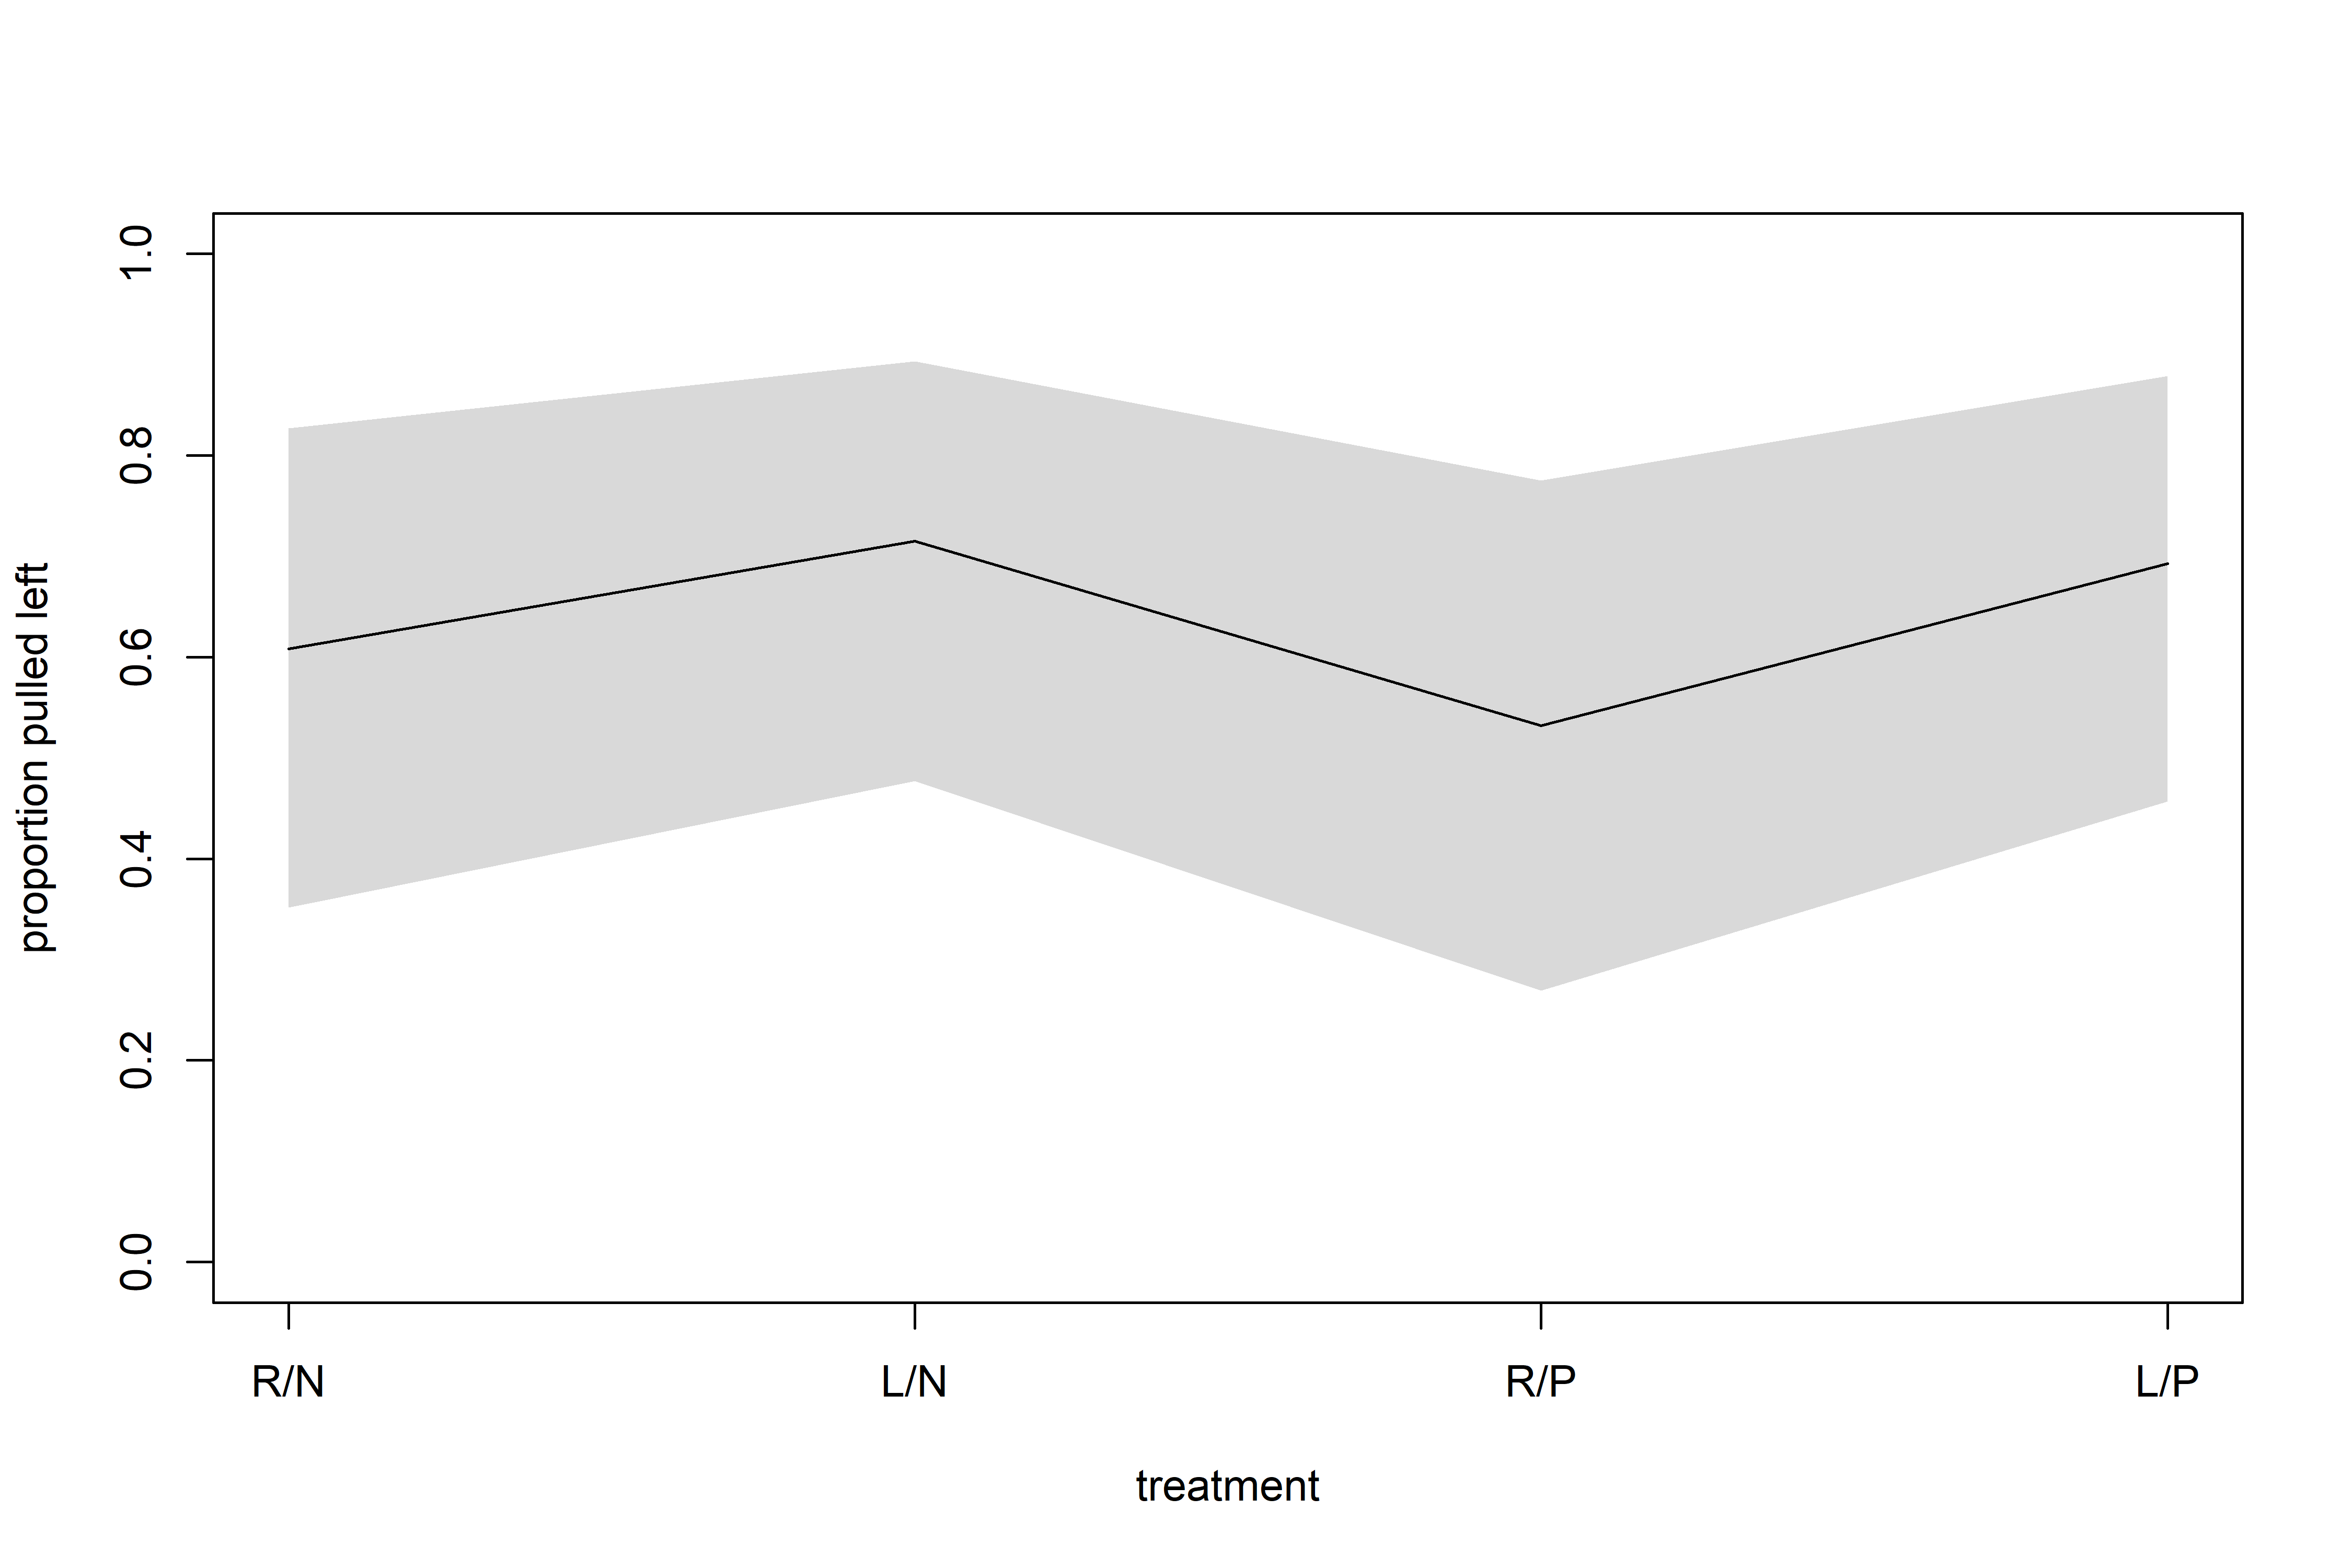 proportion pulled left
1.0
0.8
0.6
0.4
0.2
0.0
R/N L/N R/P L/P
treatment